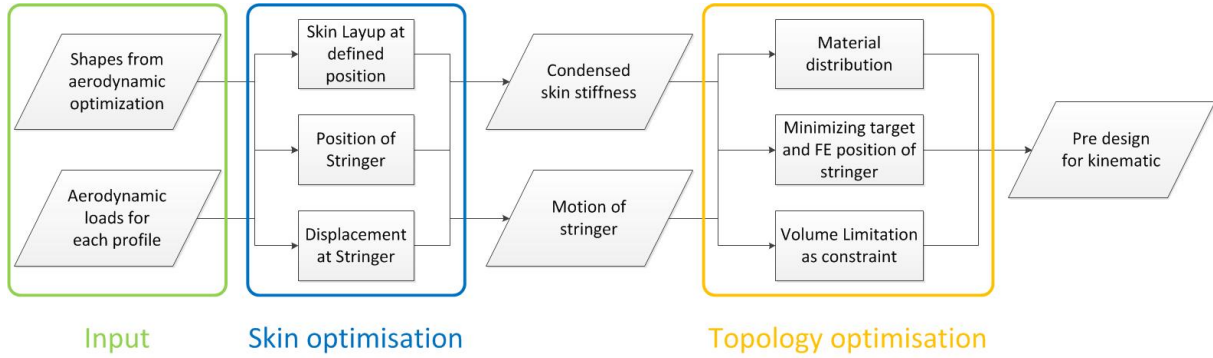 Shapes from
aerodynamic
optimization
Aerodynamic
loads for
each profile
Input
Skin Layup at
defined
position
Position of
Stringer
Displacement
at Stringer
Skin optimisation
Condensed
skin stiffness
Motion of
stringer
Material
distribution
Minimizing target
and FE position of
stringer
Volume Limitation
as constraint
Topology optimisation
Pre design
for kinematic